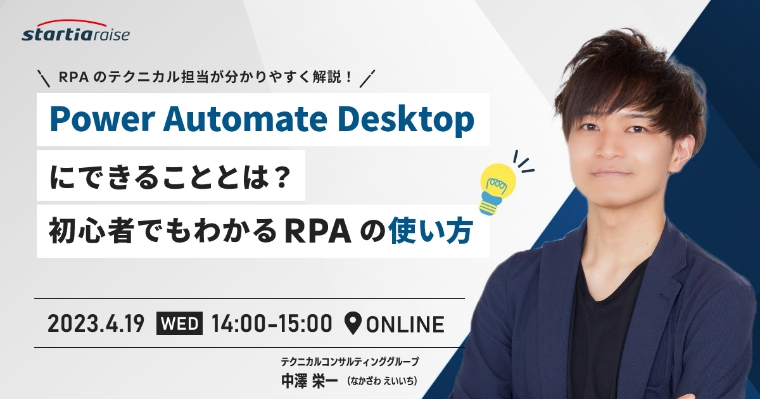 startiaraise
RPAのテクニカル担当が分かりやすく解説！
Power Automate Desktop
にできることとは？
初心者でもわかるRPAの使い方
2023.4.19 WED 14:00-15:00 ONLINE
テクニカルコンサルティンググループ
中澤 栄一（なかざわ えいいち）